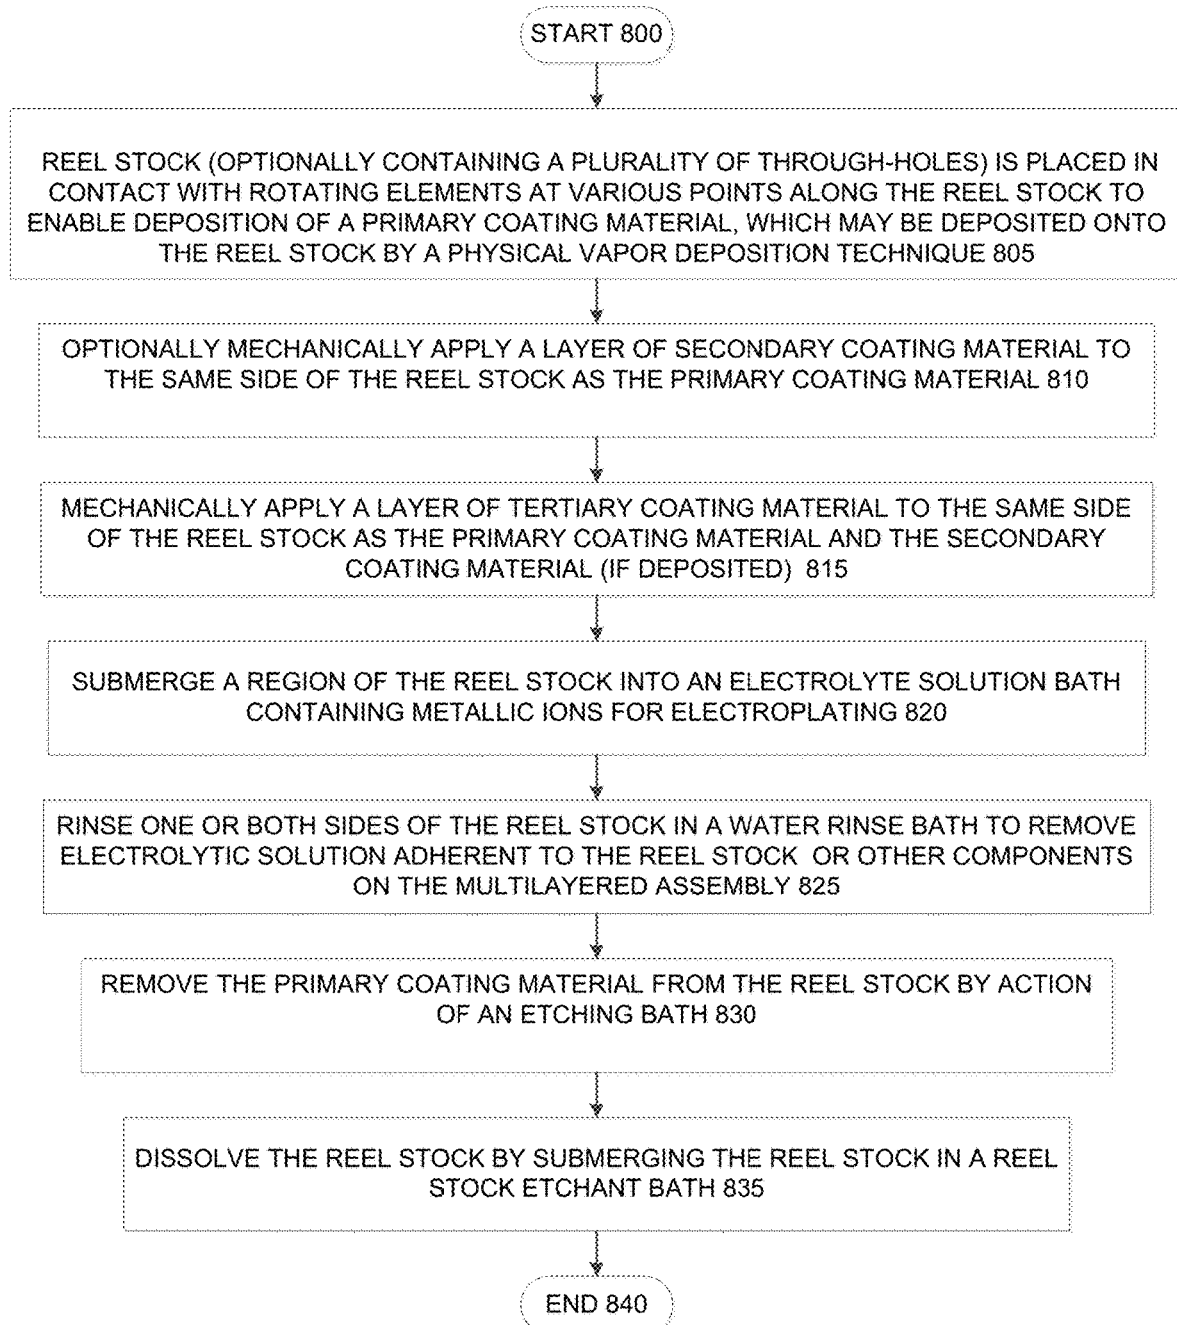 START 800
REEL STOCK (OPTIONALLY CONTAINING A PLURALITY OF THROUGH-HOLES) IS PLACED IN
CONTACT WITH ROTATING ELEMENTS AT VARIOUS POINTS ALONG THE REEL STOCK TO
ENABLE DEPOSITION OF A PRIMARY COATING MATERIAL, WHICH MAY BE DEPOSITED ONTO
THE REEL STOCK BY A PHYSICAL VAPOR DEPOSITION TECHNIQUE 805
OPTIONALLY MECHANICALLY APPLY A LAYER OF SECONDARY COATING MATERIAL TO
THE SAME SIDE OF THE REEL STOCK AS THE PRIMARY COATING MATERIAL 810
MECHANICALLY APPLY A LAYER OF TERTIARY COATING MATERIAL TO THE SAME SIDE
OF THE REEL STOCK AS THE PRIMARY COATING MATERIAL AND THE SECONDARY
COATING MATERIAL (IF DEPOSITED) 815
SUBMERGE A REGION OF THE REEL STOCK INTO AN ELECTROLYTE SOLUTION BATH
CONTAINING METALLIC IONS FOR ELECTROPLATING 820
RINSE ONE OR BOTH SIDES OF THE REEL STOCK IN A WATER RINSE BATH TO REMOVE
ELECTROLYTIC SOLUTION ADHERENT TO THE REEL STOCK OR OTHER COMPONENTS
ON THE MULTILAYERED ASSEMBLY 825
REMOVE THE PRIMARY COATING MATERIAL FROM THE REEL STOCK BY ACTION
OF AN ETCHING BATH 830
DISSOLVE THE REEL STOCK BY SUBMERGING THE REEL STOCK IN A REEL
STOCK ETCHANT BATH 835
END 840